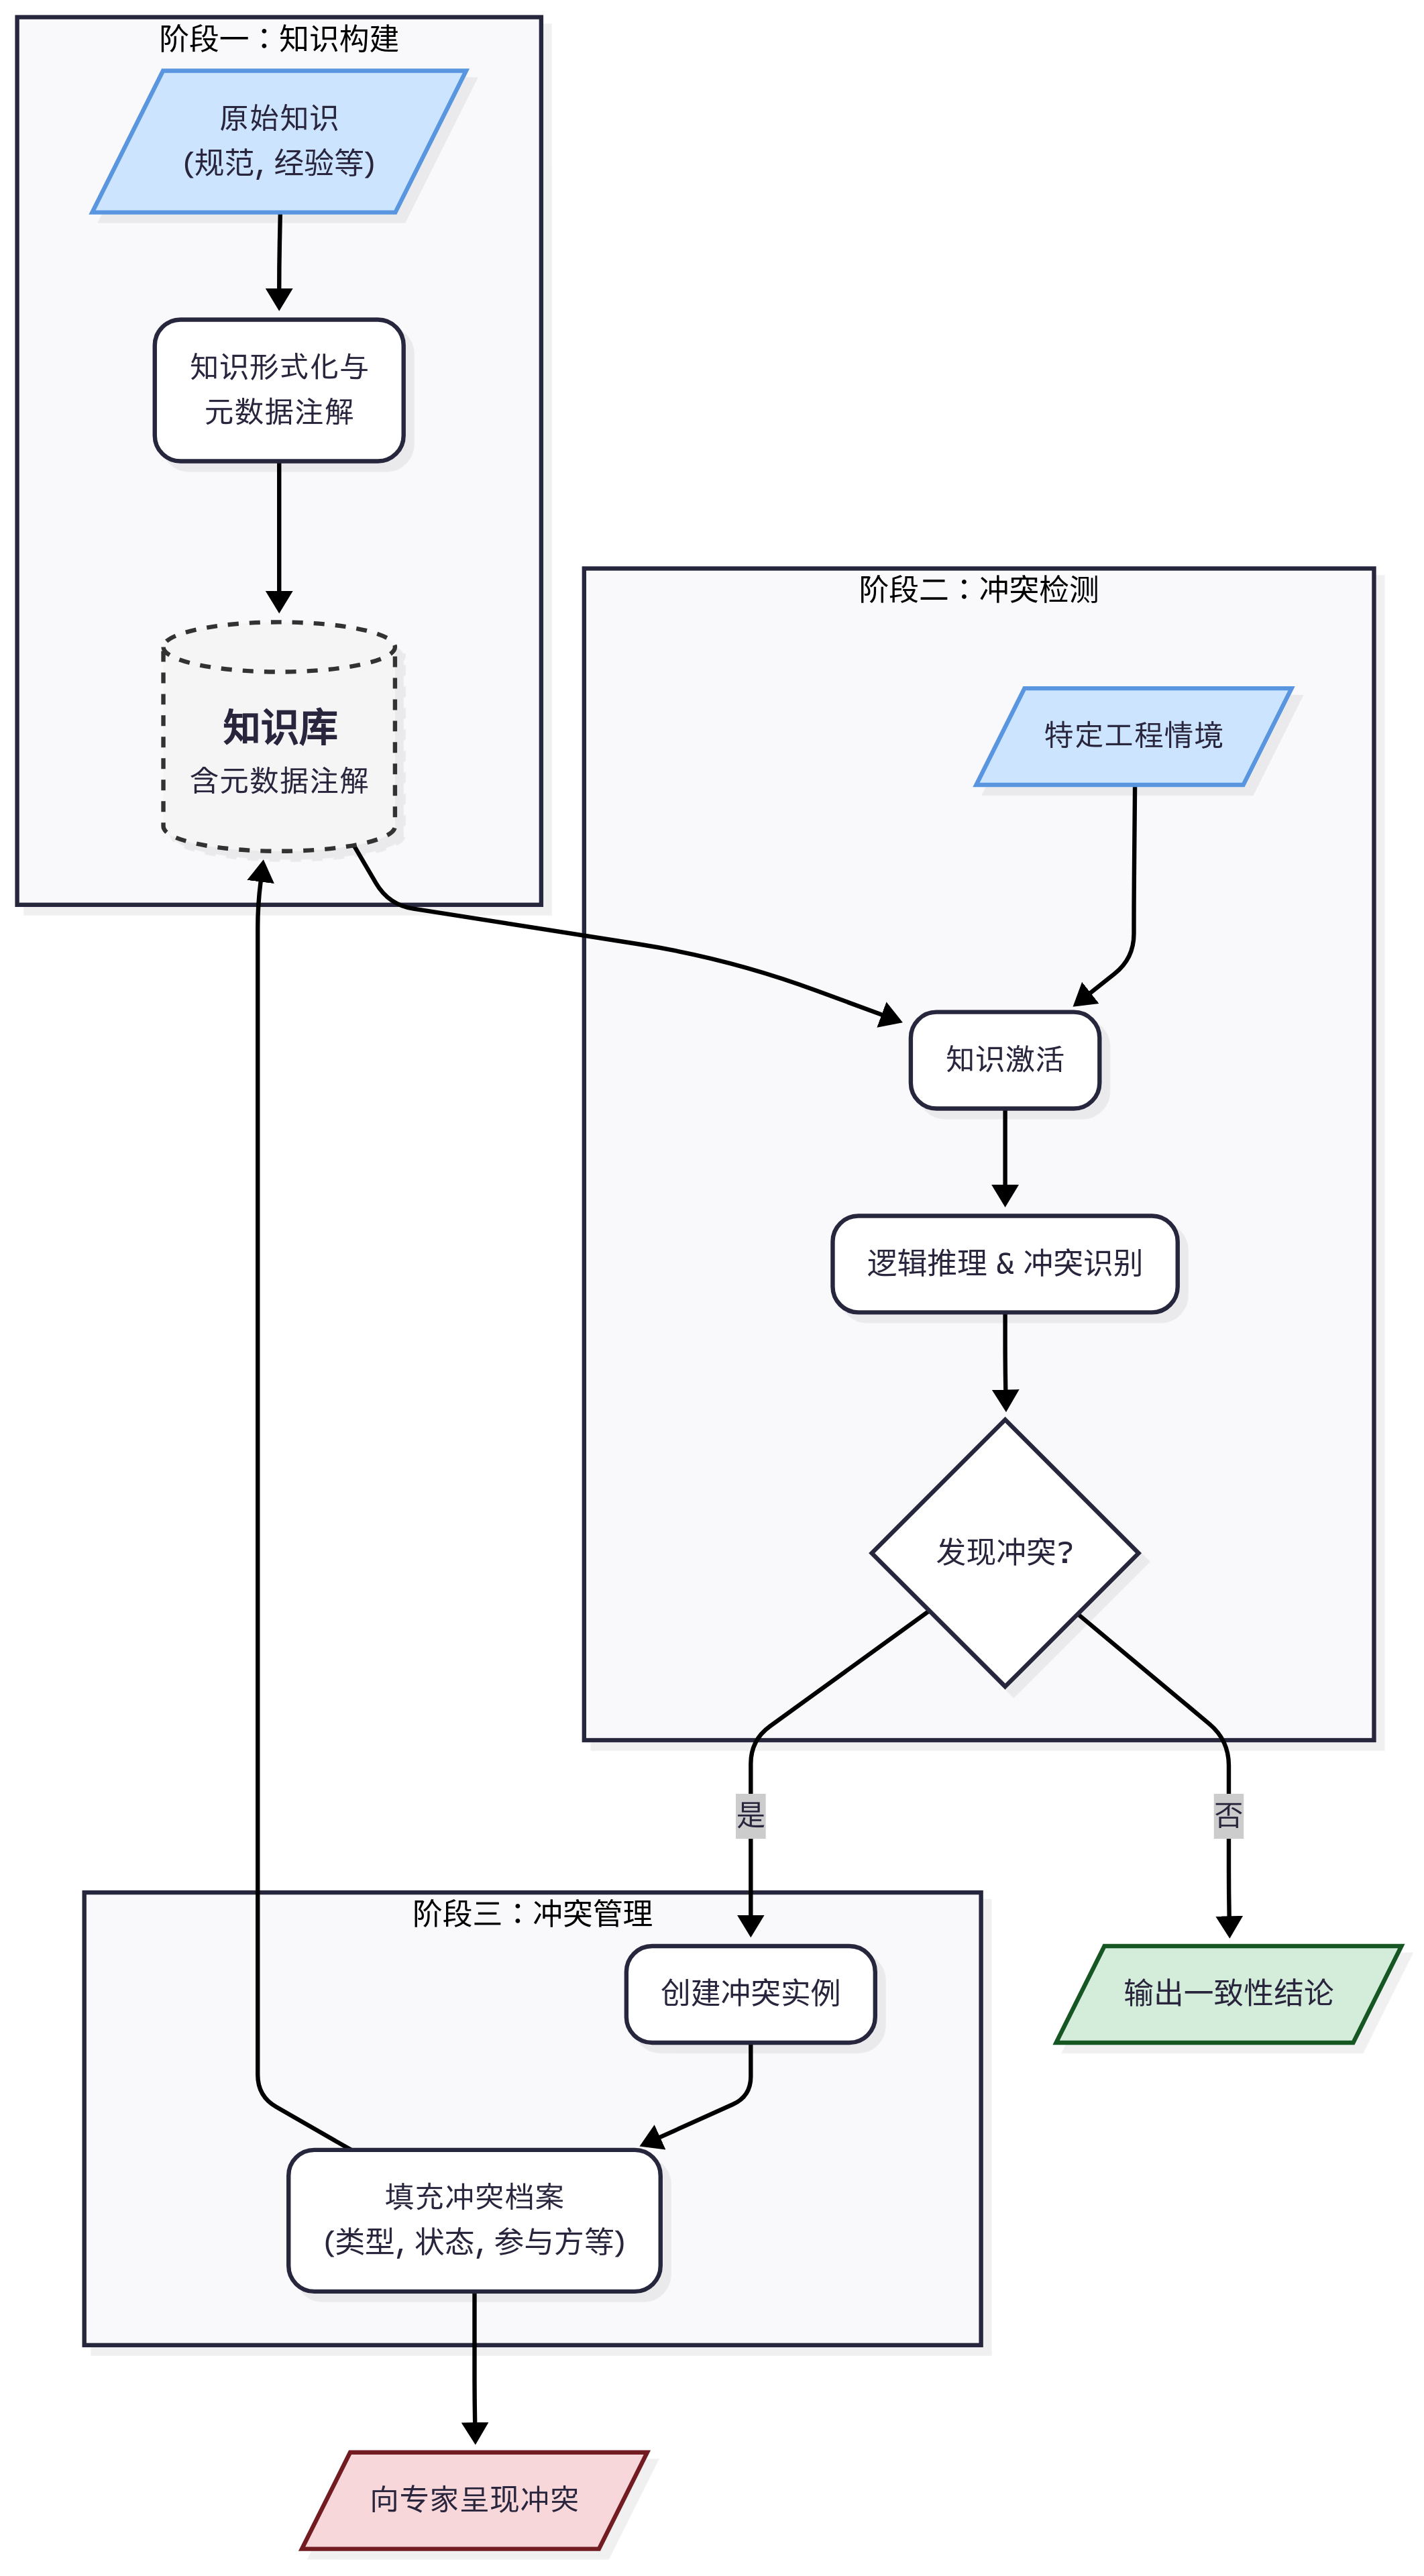 阶段一：知识构建
原始知识
(规范, 经验等)
知识形式化与
元数据注解
知识库
含元数据注解
阶段二：冲突检测
特定工程情境
知识激活
逻辑推理 & 冲突识别
发现冲突?
是
否
阶段三：冲突管理
创建冲突实例
输出一致性结论
填充冲突档案
(类型, 状态, 参与方等)
向专家呈现冲突